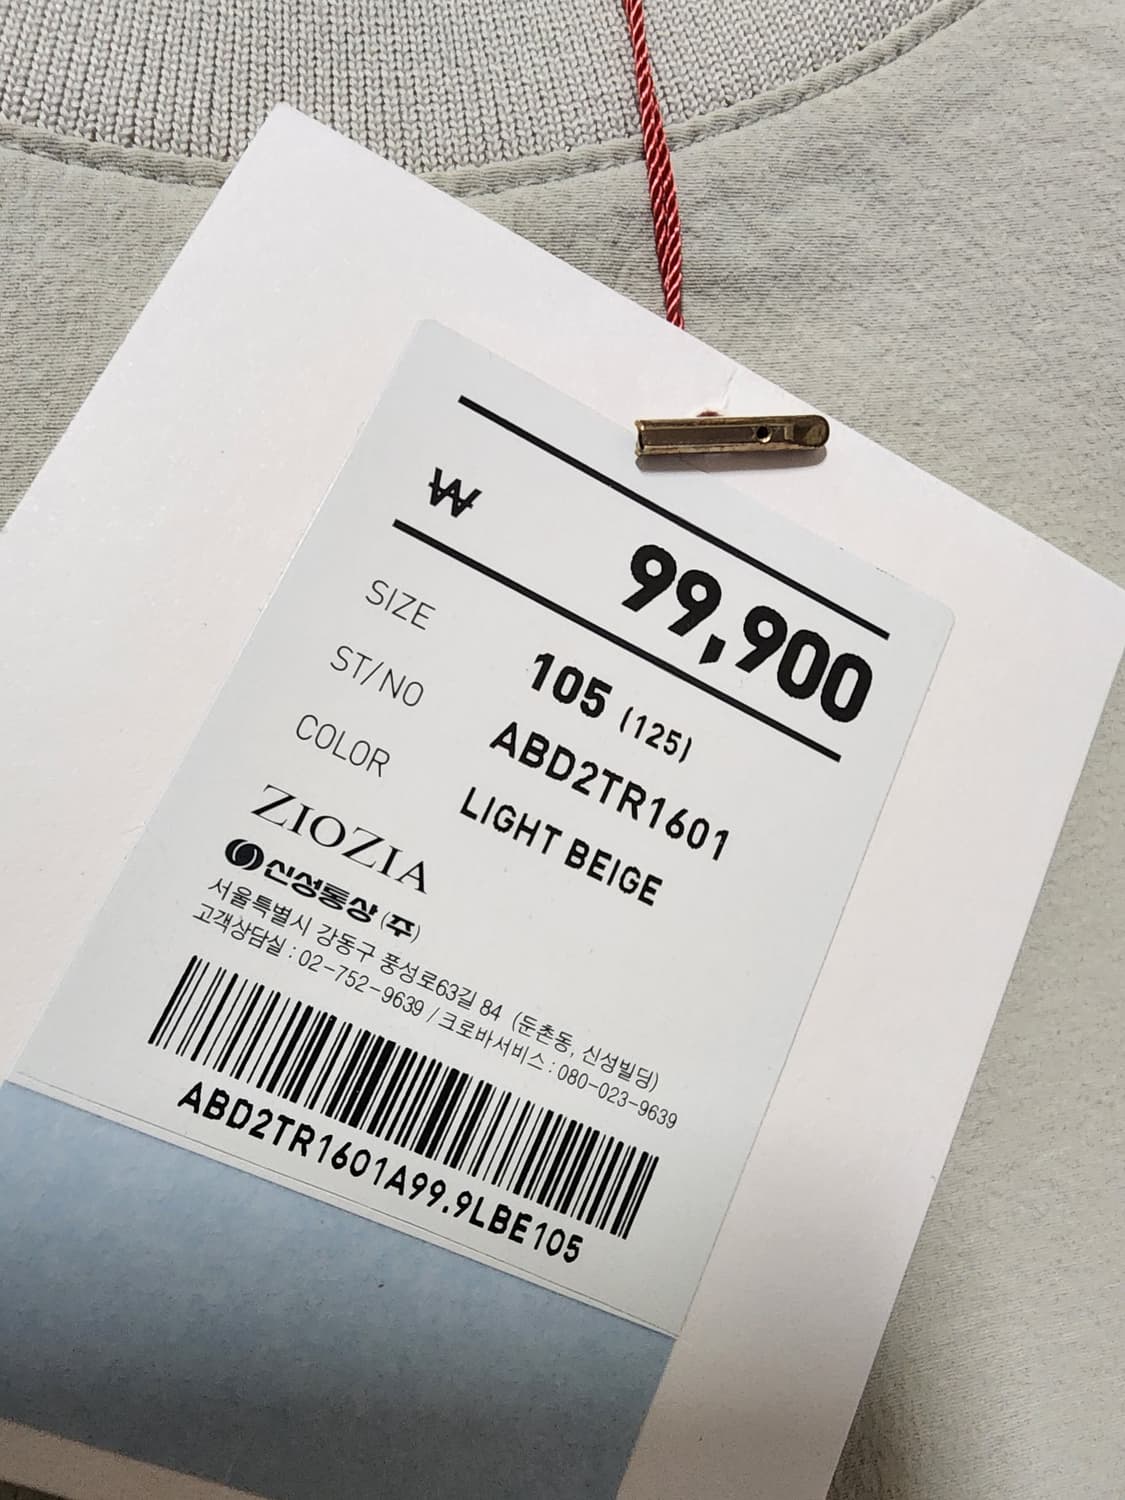 ₩ 99,900
SIZE 105 (125)
ST/NO ABD2TR1601
COLOR LIGHT BEIGE
ZIOZIA
신성통상(주)
서울특별시 강동구 풍성로63길 84 (둔촌동, 신성빌딩)
고객상담실 : 02-752-9639 / 크로바서비스 : 080-023-9639
ABD2TR1601A99.9LBE105